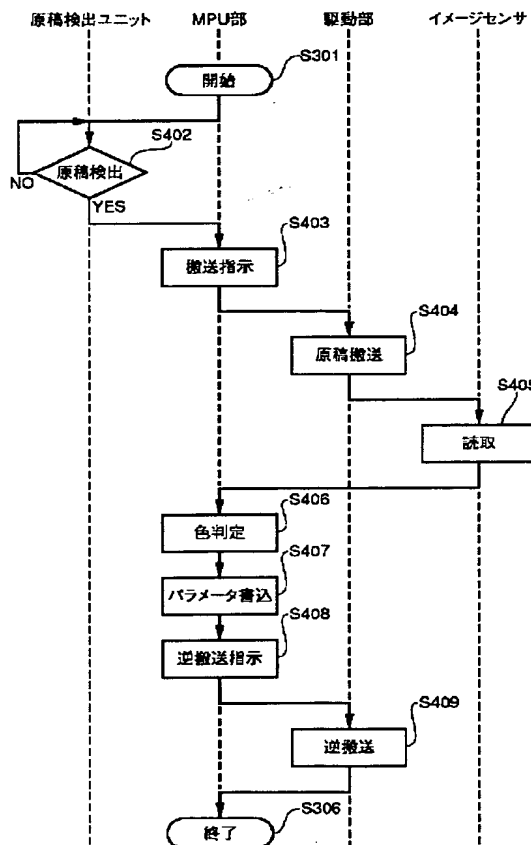 原稿検出ユニット MPU部 駆動部 イメージセンサ
S301
開始
S402
原稿検出
NO
YES
S403
搬送指示
S404
原稿搬送
S405
読取
S406
色判定
S407
パラメータ書込
S408
逆搬送指示
S409
逆搬送
S306
終了